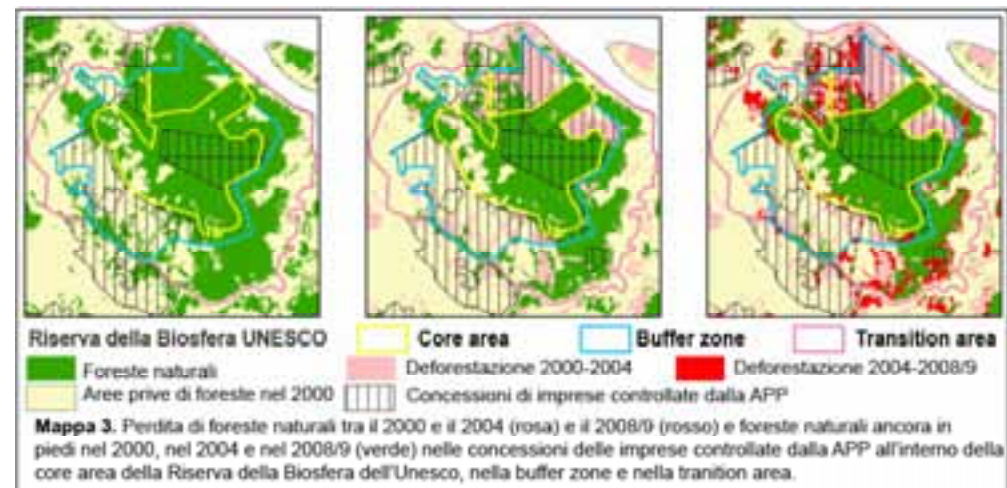 Riserva della Biosfera UNESCO Core area Buffer zone Transition area
Foreste naturali Deforestazione 2000-2004 Deforestazione 2004-2008/9
Aree prive di foreste nel 2000 Concessioni di imprese controllate dalla APP
Mappa 3. Perdita di foreste naturali tra il 2000 e il 2004 (rosa) e il 2008/9 (rosso) e foreste naturali ancora in
piedi nel 2000, nel 2004 e nel 2008/9 (verde) nelle concessioni delle imprese controllate dalla APP all'interno della
core area della Riserva della Biosfera dell'Unesco, nella buffer zone e nella tranition area.